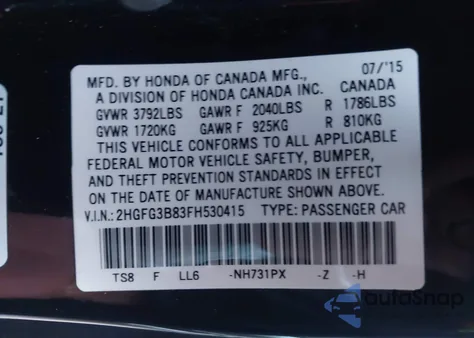 MFD. BY HONDA OF CANADA MFG., 07/'15
A DIVISION OF HONDA CANADA INC. CANADA
GVWR 3792LBS GAWR F 2040LBS R 1786LBS
GVWR 1720KG GAWR F 925KG R 810KG
THIS VEHICLE CONFORMS TO ALL APPLICABLE
FEDERAL MOTOR VEHICLE SAFETY, BUMPER,
AND THEFT PREVENTION STANDARDS IN EFFECT
ON THE DATE OF MANUFACTURE SHOWN ABOVE.
V.I.N.:2HGFG3B83FH530415 TYPE: PASSENGER CAR
TS8 F LL6 -NH731PX -Z -H
autoSnap